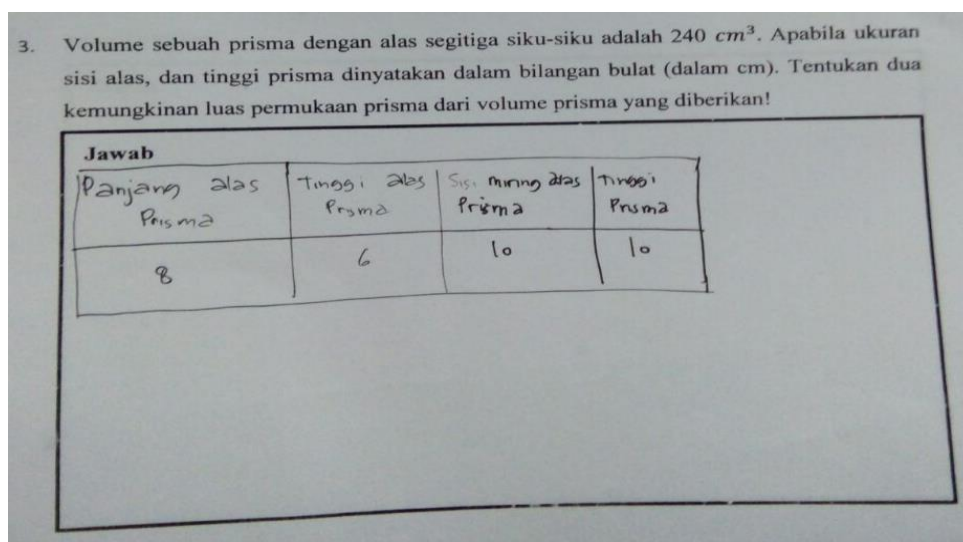 3. Volume sebuah prisma dengan alas segitiga siku-siku adalah 240 cm³. Apabila ukuran
sisi alas, dan tinggi prisma dinyatakan dalam bilangan bulat (dalam cm). Tentukan dua
kemungkinan luas permukaan prisma dari volume prisma yang diberikan!
Jawab
Panjang alas Prisma
Tinggi alas Prisma
Sisi miring alas Prisma
Tinggi Prisma
8 6 10 10